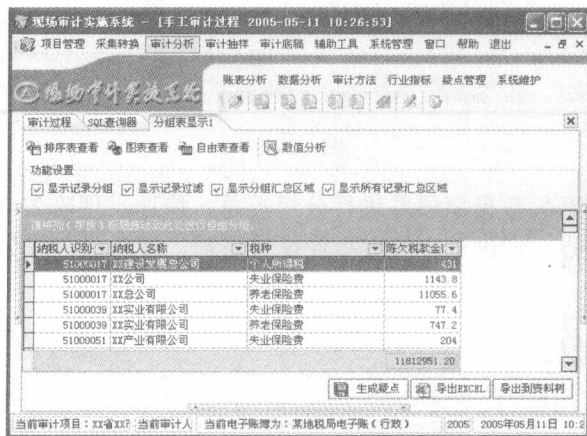 现场审计实施系统 - [手工审计过程 2005-05-11 10:26:53]
项目管理 采集转换 审计分析 审计抽样 审计底稿 辅助工具 系统管理 窗口 帮助 退出
现场审计实施系统
账表分析 数据分析 审计方法 行业指标 疑点管理 系统维护
审计过程 SQL查询器 分组表显示1
排序表查看 图表查看 自由表查看 数值分析
功能设置
显示记录分组 显示记录过滤 显示分组汇总区域 显示所有记录汇总区域
纳税人识别 纳税人名称 税种 陈欠税款金
51000017 XX建设发展总公司 个人所得税 431
51000017 XX公司 失业保险费 1143.8
51000017 XX总公司 养老保险费 11055.6
51000039 XX实业有限公司 失业保险费 77.4
51000039 XX实业有限公司 养老保险费 747.2
51000051 XX产业有限公司 失业保险费 204
11812951.20
生成疑点 导出EXCEL 导出到资料树
当前审计项目：XX省XX? 当前审计人 当前电子账簿为：某地税局电子账（行政） 2005 2005年05月11日 10: